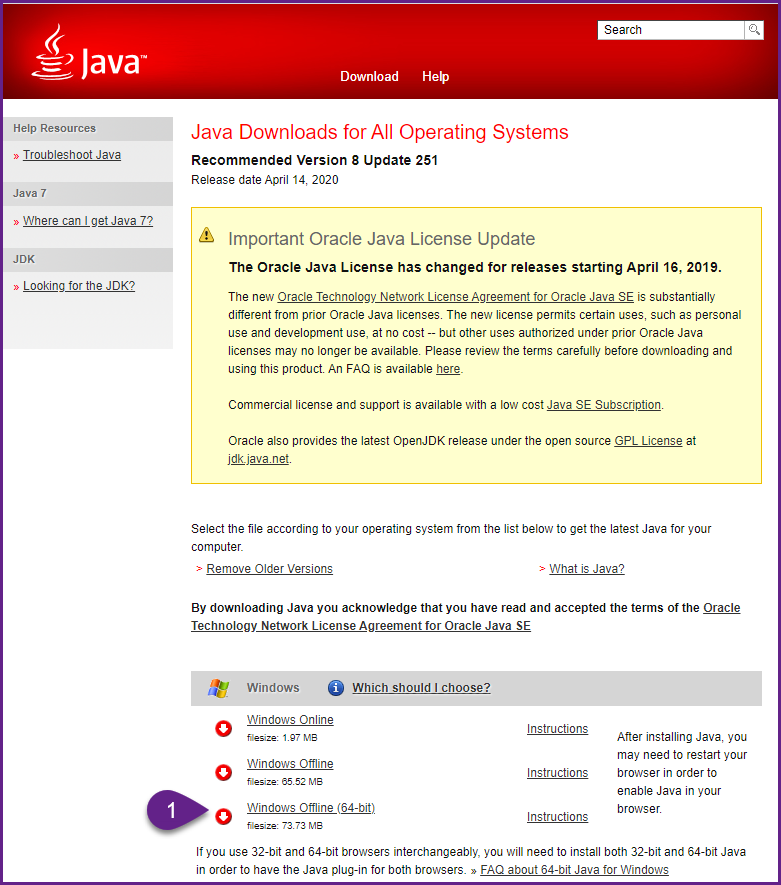 Java™
Search
Download Help
Help Resources
» Troubleshoot Java
Java 7
» Where can I get Java 7?
JDK
» Looking for the JDK?
Java Downloads for All Operating Systems
Recommended Version 8 Update 251
Release date April 14, 2020
Important Oracle Java License Update
The Oracle Java License has changed for releases starting April 16, 2019.
The new Oracle Technology Network License Agreement for Oracle Java SE is substantially
different from prior Oracle Java licenses. The new license permits certain uses, such as personal
use and development use, at no cost -- but other uses authorized under prior Oracle Java
licenses may no longer be available. Please review the terms carefully before downloading and
using this product. An FAQ is available here.
Commercial license and support is available with a low cost Java SE Subscription.
Oracle also provides the latest OpenJDK release under the open source GPL License at
jdk.java.net.
Select the file according to your operating system from the list below to get the latest Java for your
computer.
> Remove Older Versions > What is Java?
By downloading Java you acknowledge that you have read and accepted the terms of the Oracle
Technology Network License Agreement for Oracle Java SE
Windows i Which should I choose?
Windows Online
filesize: 1.97 MB
Instructions
Windows Offline
filesize: 65.52 MB
Instructions
1
Windows Offline (64-bit)
filesize: 73.73 MB
Instructions
After installing Java, you
may need to restart your
browser in order to
enable Java in your
browser.
If you use 32-bit and 64-bit browsers interchangeably, you will need to install both 32-bit and 64-bit Java
in order to have the Java plug-in for both browsers. » FAQ about 64-bit Java for Windows